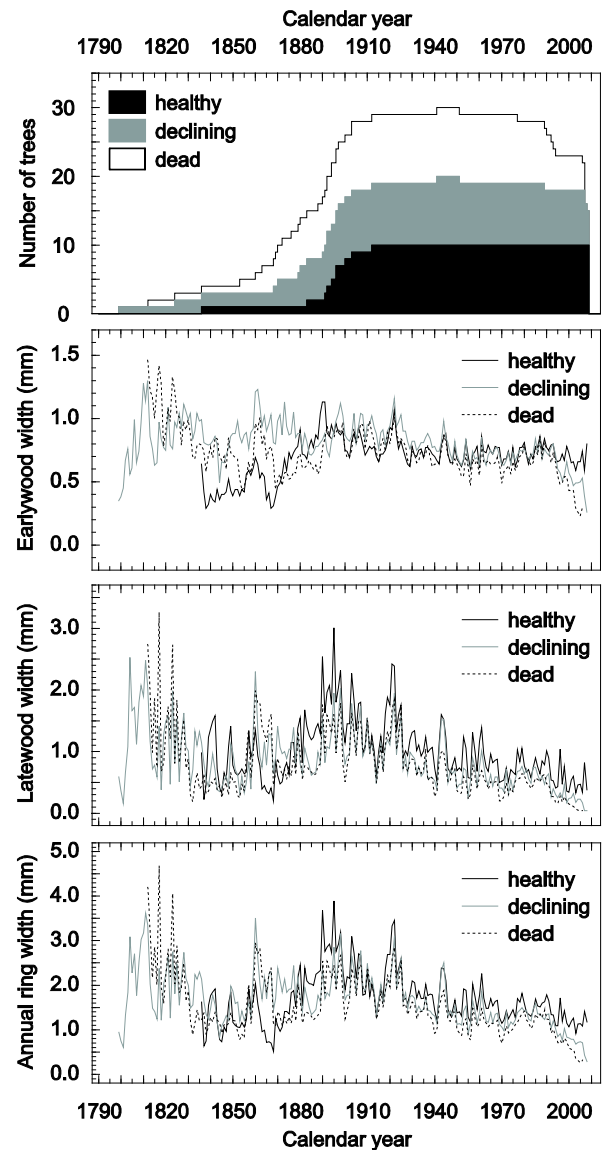 Calendar year
1790 1820 1850 1880 1910 1940 1970 2000
Number of trees
30
20
10
0
healthy
declining
dead
Earlywood width (mm)
1.5
1.0
0.5
0.0
healthy
declining
dead
Latewood width (mm)
3.0
2.0
1.0
0.0
healthy
declining
dead
Annual ring width (mm)
5.0
4.0
3.0
2.0
1.0
0.0
healthy
declining
dead
1790 1820 1850 1880 1910 1940 1970 2000
Calendar year